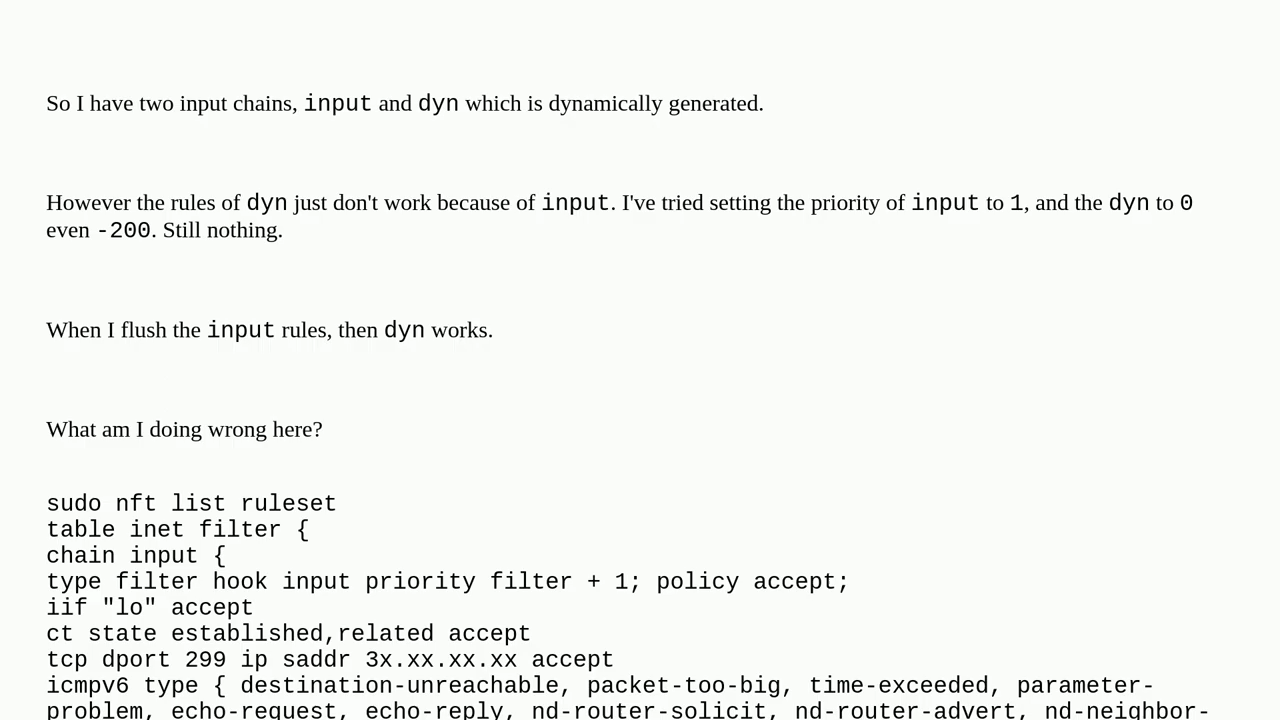 So I have two input chains, input and dyn which is dynamically generated.
However the rules of dyn just don't work because of input. I've tried setting the priority of input to 1, and the dyn to 0
even -200. Still nothing.
When I flush the input rules, then dyn works.
What am I doing wrong here?
sudo nft list ruleset
table inet filter {
chain input {
type filter hook input priority filter + 1; policy accept;
iif "lo" accept
ct state established,related accept
tcp dport 299 ip saddr 3x.xx.xx.xx accept
icmpv6 type { destination-unreachable, packet-too-big, time-exceeded, parameter-
problem, echo-request, echo-reply, nd-router-solicit, nd-router-advert, nd-neighbor-